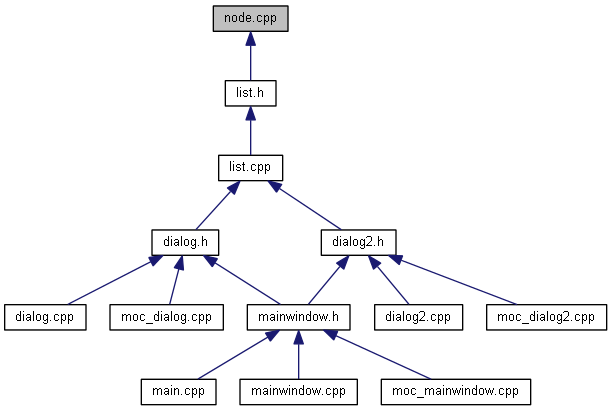 node.cpp
list.h
list.cpp
dialog.h
dialog2.h
dialog.cpp
moc_dialog.cpp
mainwindow.h
dialog2.cpp
moc_dialog2.cpp
main.cpp
mainwindow.cpp
moc_mainwindow.cpp